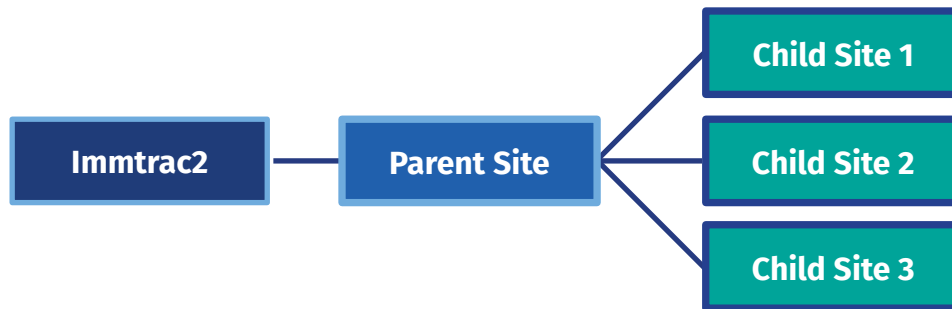 Immtrac2
Parent Site
Child Site 1
Child Site 2
Child Site 3